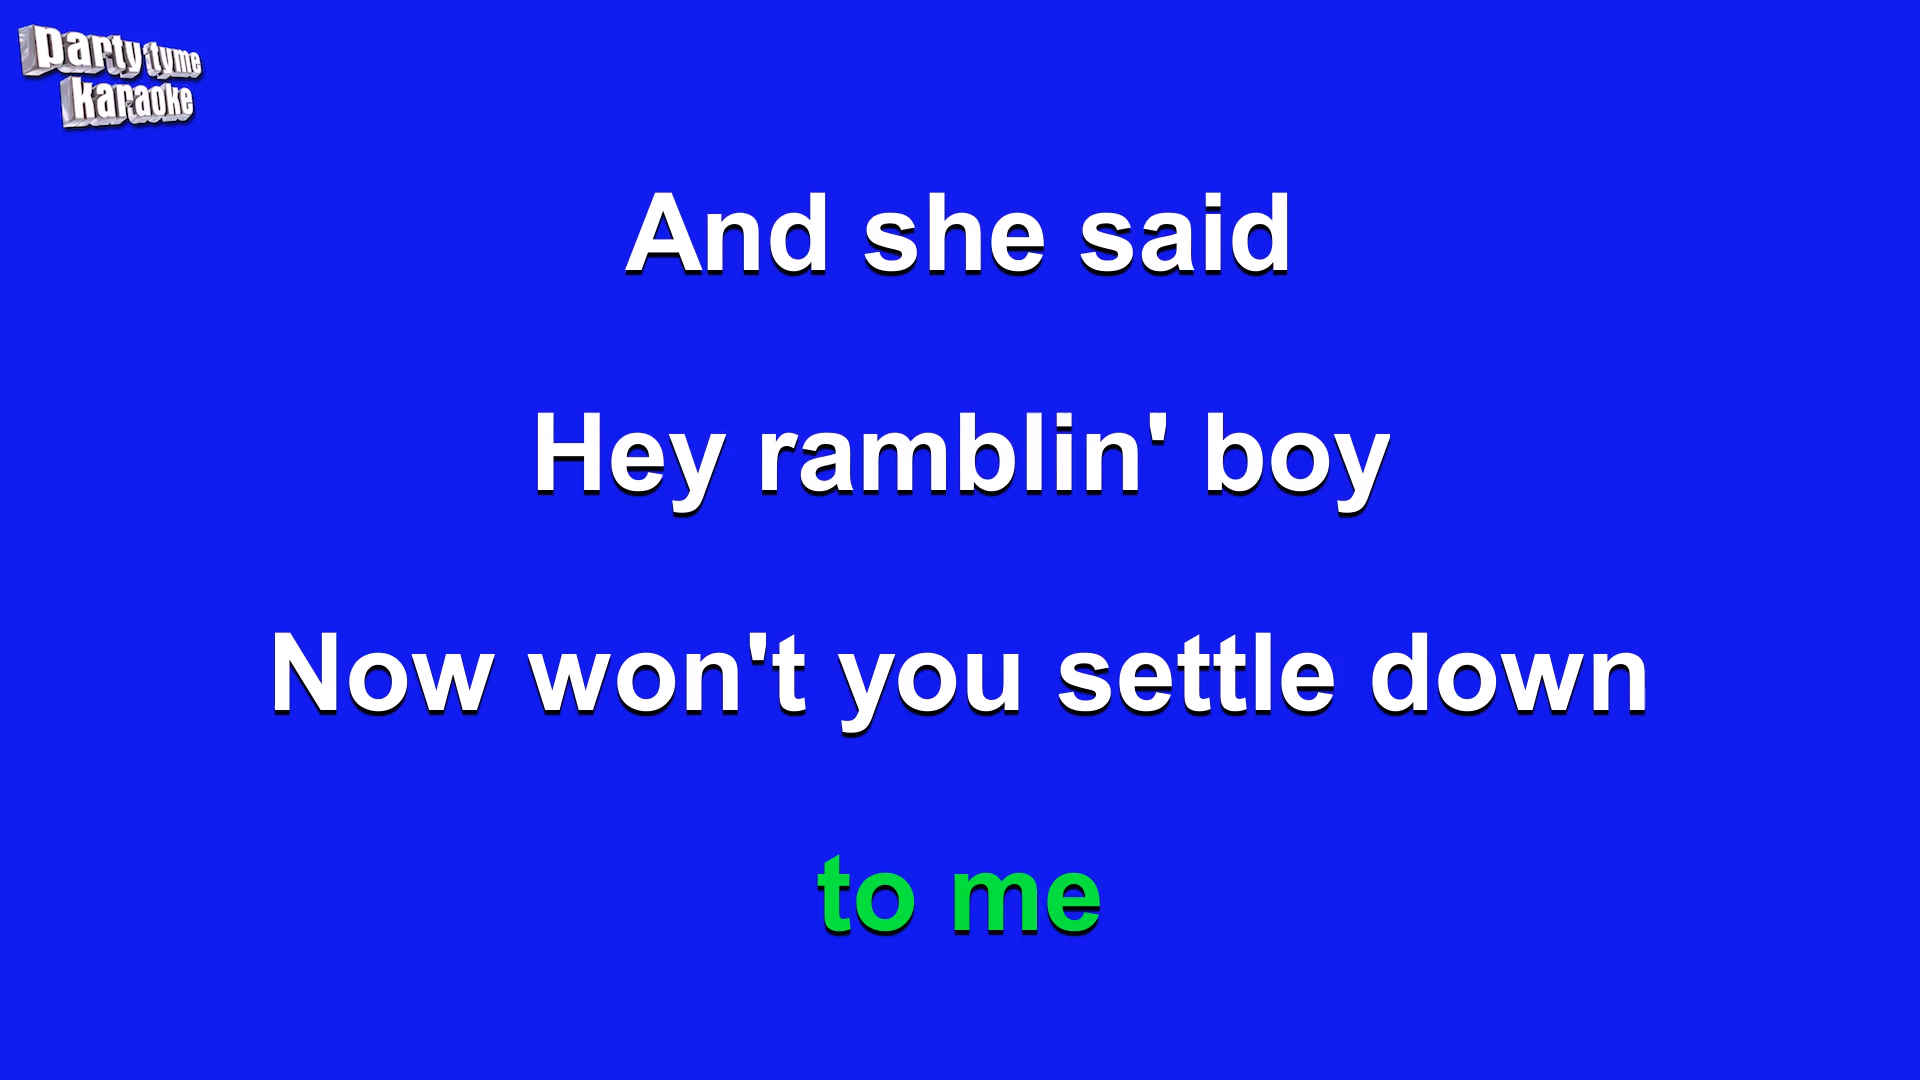 party tyme
karaoke
And she said
Hey ramblin' boy
Now won't you settle down
to me